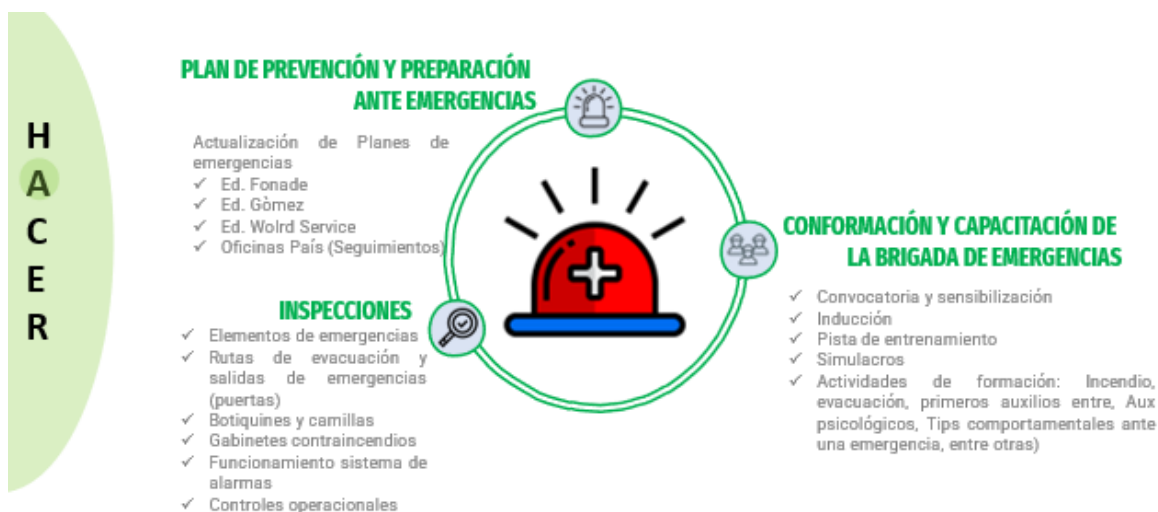 HACER
PLAN DE PREVENCIÓN Y PREPARACIÓN
ANTE EMERGENCIAS
Actualización de Planes de
emergencias
✓ Ed. Fonade
✓ Ed. Gòmez
✓ Ed. Wolrd Service
✓ Oficinas País (Seguimientos)
INSPECCIONES
✓ Elementos de emergencias
✓ Rutas de evacuación y
salidas de emergencias
(puertas)
✓ Botiquines y camillas
✓ Gabinetes contraincendios
✓ Funcionamiento sistema de
alarmas
✓ Controles operacionales
CONFORMACIÓN Y CAPACITACIÓN DE
LA BRIGADA DE EMERGENCIAS
✓ Convocatoria y sensibilización
✓ Inducción
✓ Pista de entrenamiento
✓ Simulacros
✓ Actividades de formación: Incendio,
evacuación, primeros auxilios entre, Aux
psicológicos, Tips comportamentales ante
una emergencia, entre otras)